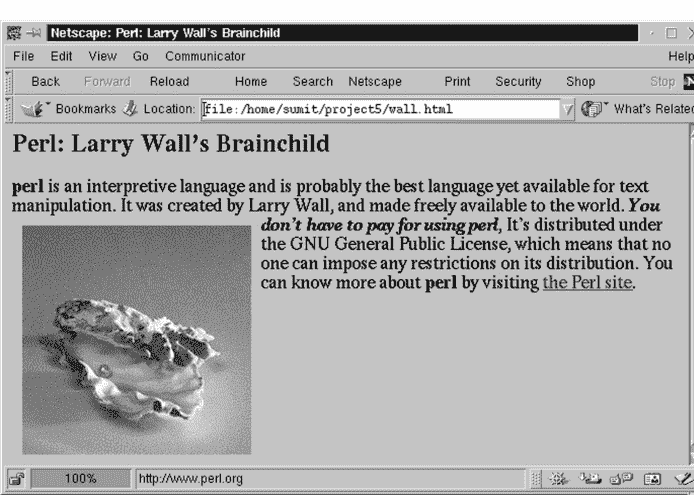 Netscape: Perl: Larry Wall's Brainchild
File Edit View Go Communicator Help
Back Forward Reload Home Search Netscape Print Security Shop Stop N
Bookmarks Location: file:/home/sumit/project5/wall.html What's Related
Perl: Larry Wall's Brainchild
perl is an interpretive language and is probably the best language yet available for text
manipulation. It was created by Larry Wall, and made freely available to the world. You
don't have to pay for using perl, It's distributed under
the GNU General Public License, which means that no
one can impose any restrictions on its distribution. You
can know more about perl by visiting the Perl site.
100% http://www.perl.org